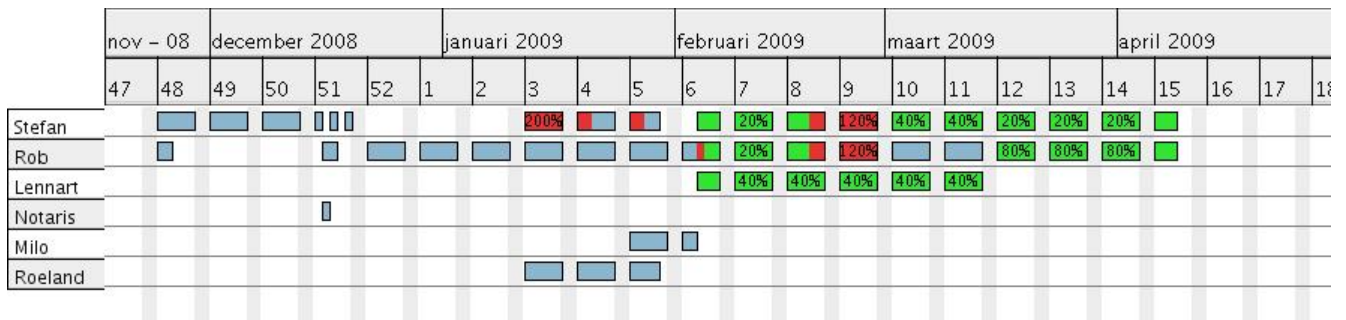 nov – 08 december 2008 januari 2009 februari 2009 maart 2009 april 2009
47 48 49 50 51 52 1 2 3 4 5 6 7 8 9 10 11 12 13 14 15 16 17 18
Stefan 200% 20% 120% 40% 40% 20% 20% 20%
Rob 20% 120% 80% 80% 80%
Lennart 40% 40% 40% 40% 40%
Notaris
Milo
Roeland